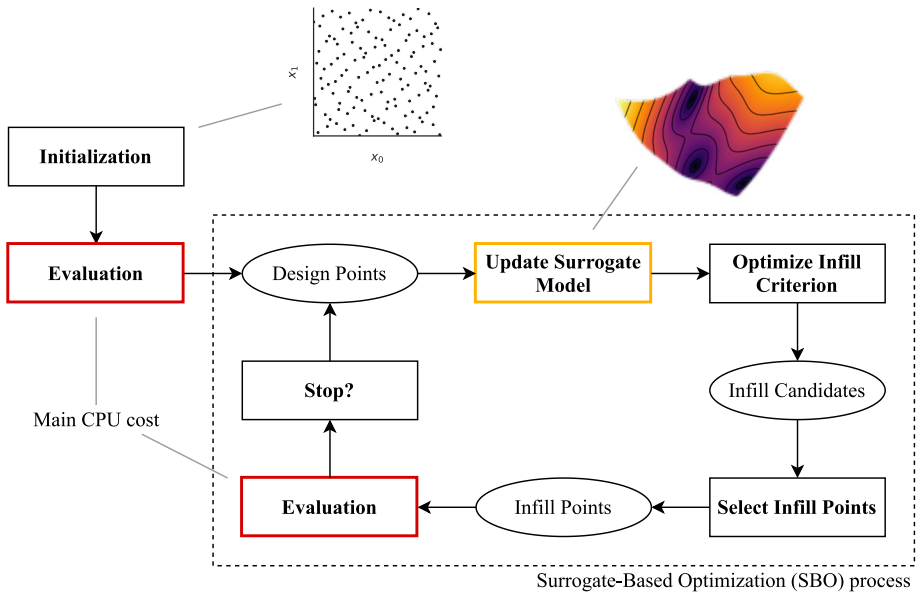 x₁
x₀
Initialization
Evaluation
Design Points
Update Surrogate
Model
Optimize Infill
Criterion
Stop?
Infill Candidates
Main CPU cost
Evaluation
Infill Points
Select Infill Points
Surrogate-Based Optimization (SBO) process